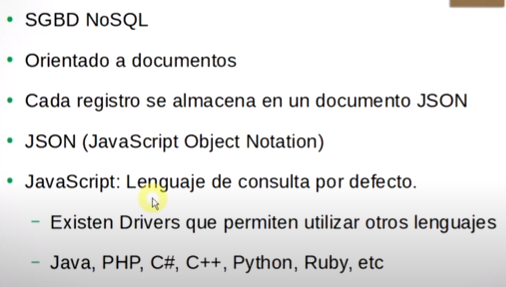 • SGBD NoSQL
• Orientado a documentos
• Cada registro se almacena en un documento JSON
• JSON (JavaScript Object Notation)
• JavaScript: Lenguaje de consulta por defecto.
– Existen Drivers que permiten utilizar otros lenguajes
– Java, PHP, C#, C++, Python, Ruby, etc